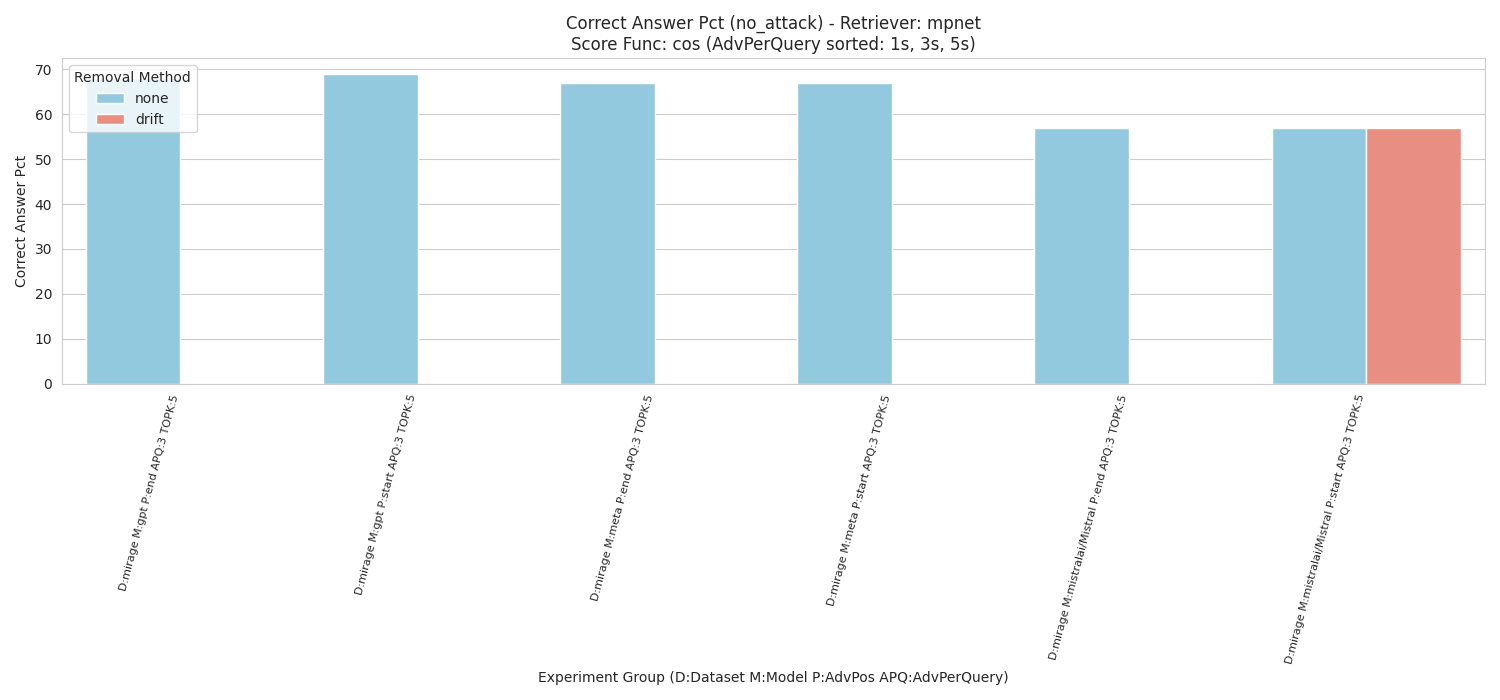 Correct Answer Pct (no_attack) - Retriever: mpnet
Score Func: cos (AdvPerQuery sorted: 1s, 3s, 5s)
Removal Method
none
drift
Correct Answer Pct
70
60
50
40
30
20
10
0
D:mirage M:gpt P:end APQ:3 TOPK:5
D:mirage M:gpt P:start APQ:3 TOPK:5
D:mirage M:meta P:end APQ:3 TOPK:5
D:mirage M:meta P:start APQ:3 TOPK:5
D:mirage M:mistralai/Mistral P:end APQ:3 TOPK:5
D:mirage M:mistralai/Mistral P:start APQ:3 TOPK:5
Experiment Group (D:Dataset M:Model P:AdvPos APQ:AdvPerQuery)